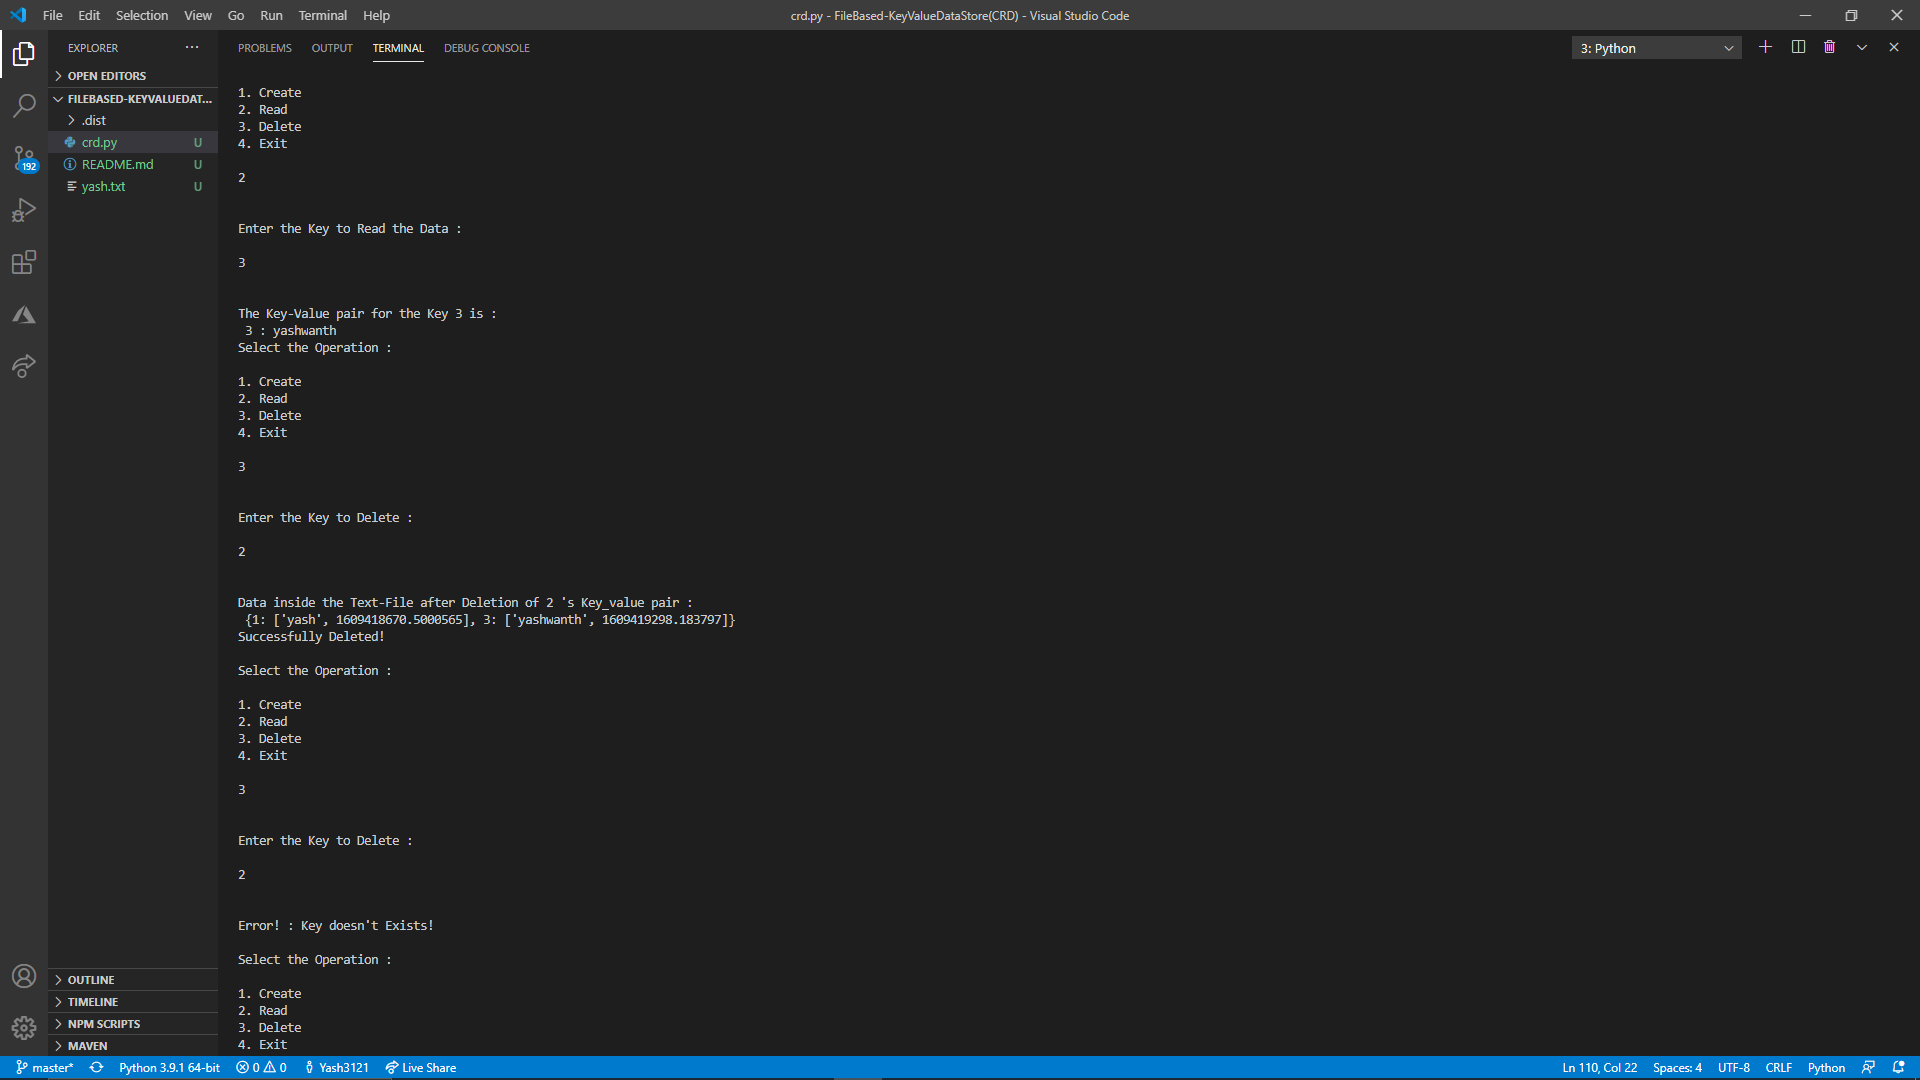 File Edit Selection View Go Run Terminal Help
crd.py - FileBased-KeyValueDataStore(CRD) - Visual Studio Code
EXPLORER ...
OPEN EDITORS
FILEBASED-KEYVALUEDAT...
.dist
crd.py U
README.md U
yash.txt U
192
OUTLINE
TIMELINE
NPM SCRIPTS
MAVEN
PROBLEMS OUTPUT TERMINAL DEBUG CONSOLE
3: Python
1. Create
2. Read
3. Delete
4. Exit
2
Enter the Key to Read the Data :
3
The Key-Value pair for the Key 3 is :
3 : yashwanth
Select the Operation :
1. Create
2. Read
3. Delete
4. Exit
3
Enter the Key to Delete :
2
Data inside the Text-File after Deletion of 2 's Key_value pair :
{1: ['yash', 1609418670.5000565], 3: ['yashwanth', 1609419298.183797]}
Successfully Deleted!
Select the Operation :
1. Create
2. Read
3. Delete
4. Exit
3
Enter the Key to Delete :
2
Error! : Key doesn't Exists!
Select the Operation :
1. Create
2. Read
3. Delete
4. Exit
master* Python 3.9.1 64-bit 0 0 Yash3121 Live Share
Ln 110, Col 22 Spaces: 4 UTF-8 CRLF Python